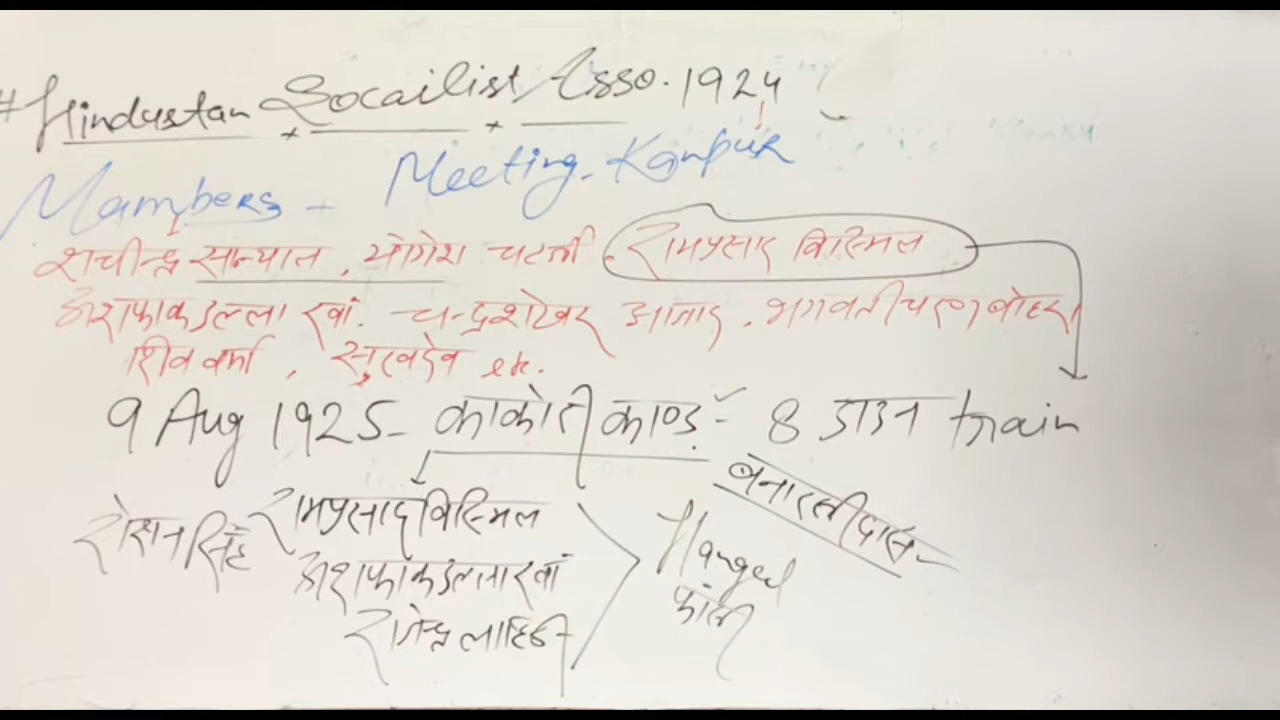 # Hindustan Socailist Asso. 1924
Mambers - Meeting. Kanpur
शचीन्द्र सान्याल, योगेश चटर्जी, रामप्रसाद बिस्मिल
अशफाकउल्ला खां. चन्द्रशेखर आजाद, भगवतीचरण बोहरा
शिव वर्मा, सुखदेव etc.
9 Aug 1925- काकोरी काण्ड - 8 डाउन train
बनारसीदास
रोसन सिंह रामप्रसाद बिस्मिल
अशफाकउल्ला खां
राजेन्द्र लाहिडी
Hanged
फांसी